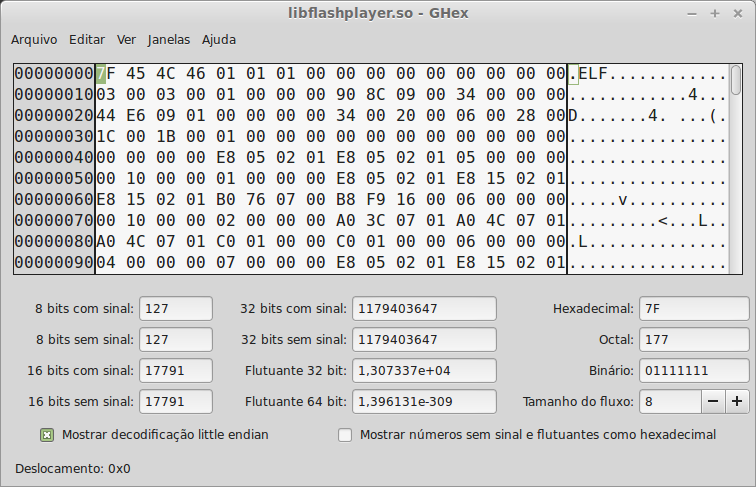 libflashplayer.so - GHex
Arquivo Editar Ver Janelas Ajuda
00000000 7F 45 4C 46 01 01 01 00 00 00 00 00 00 00 00 00 .ELF............
00000010 03 00 03 00 01 00 00 00 90 8C 09 00 34 00 00 00 ............4...
00000020 44 E6 09 01 00 00 00 00 34 00 20 00 06 00 28 00 D.......4. ...(.
00000030 1C 00 1B 00 01 00 00 00 00 00 00 00 00 00 00 00 ................
00000040 00 00 00 00 E8 05 02 01 E8 05 02 01 05 00 00 00 ................
00000050 00 10 00 00 01 00 00 00 E8 05 02 01 E8 15 02 01 ................
00000060 E8 15 02 01 B0 76 07 00 B8 F9 16 00 06 00 00 00 .....v..........
00000070 00 10 00 00 02 00 00 00 A0 3C 07 01 A0 4C 07 01 .........<...L..
00000080 A0 4C 07 01 C0 01 00 00 C0 01 00 00 06 00 00 00 .L..............
00000090 04 00 00 00 07 00 00 00 E8 05 02 01 E8 15 02 01 ................
8 bits com sinal: 127 32 bits com sinal: 1179403647 Hexadecimal: 7F
8 bits sem sinal: 127 32 bits sem sinal: 1179403647 Octal: 177
16 bits com sinal: 17791 Flutuante 32 bit: 1,307337e+04 Binário: 01111111
16 bits sem sinal: 17791 Flutuante 64 bit: 1,396131e-309 Tamanho do fluxo: 8
Mostrar decodificação little endian Mostrar números sem sinal e flutuantes como hexadecimal
Deslocamento: 0x0